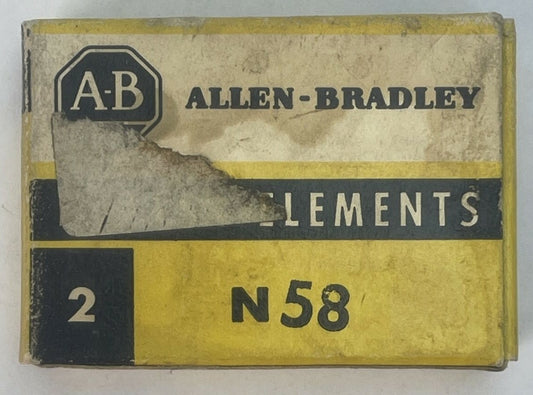 A-B
ALLEN-BRADLEY
ELEMENTS
2
N58